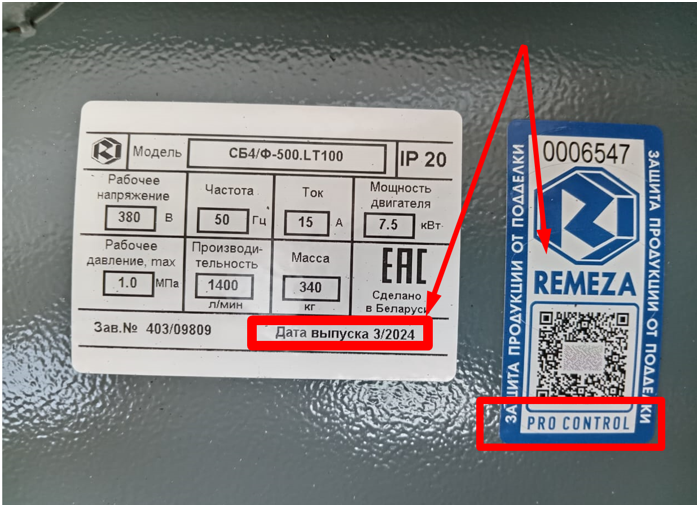 Модель СБ4/Ф-500.LT100 IP 20
Рабочее напряжение 380 В
Частота 50 Гц
Ток 15 А
Мощность двигателя 7.5 кВт
Рабочее давление, max 1.0 МПа
Производи-
тельность 1400 л/мин
Масса 340 кг
EAC
Сделано
в Беларуси
Зав.№ 403/09809 Дата выпуска 3/2024
0006547
ЗАЩИТА ПРОДУКЦИИ ОТ ПОДДЕЛКИ
REMEZA
ЗАЩИТА ПРОДУКЦИИ ОТ ПОДДЕЛКИ
PRO CONTROL